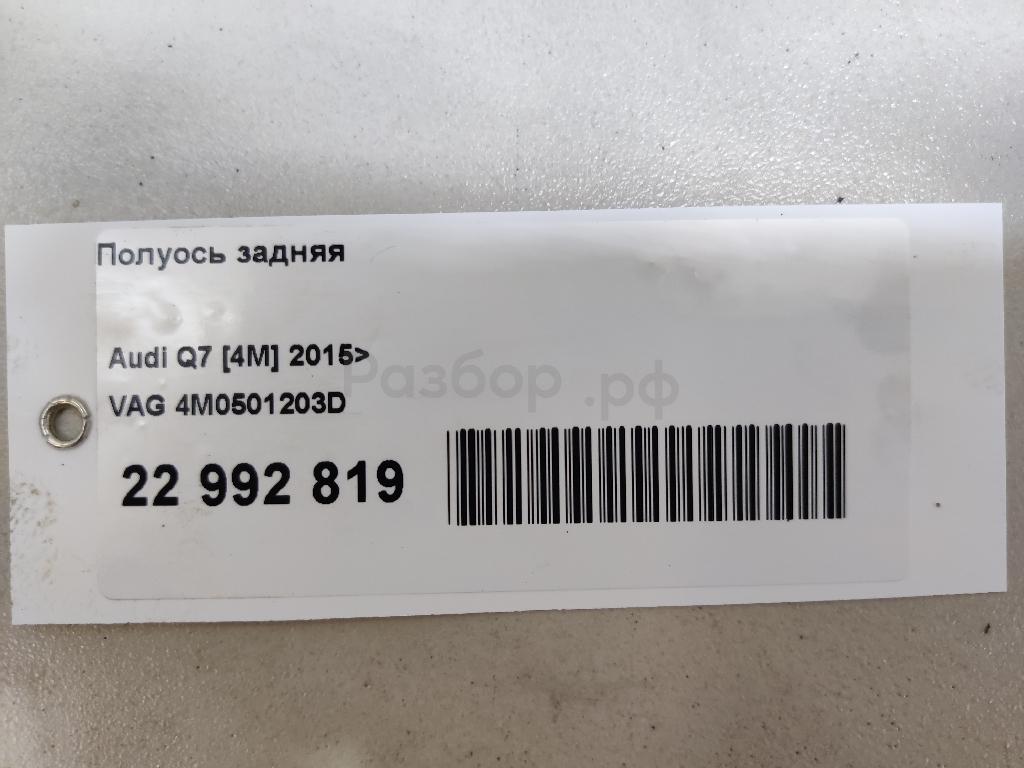 Полуось задняя
Audi Q7 [4M] 2015>
Разбор.рф
VAG 4M0501203D
22 992 819